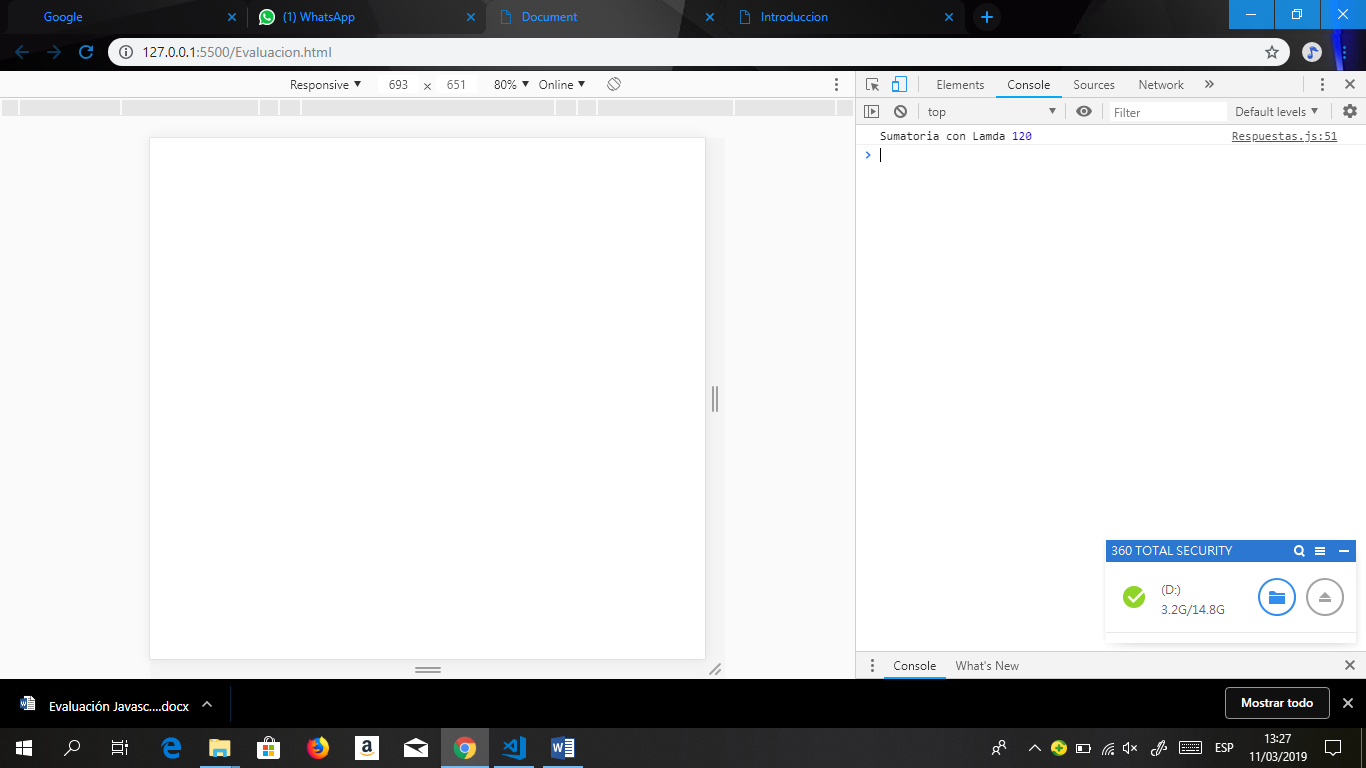 Google
(1) WhatsApp
Document
Introduccion
127.0.0.1:5500/Evaluacion.html
Responsive
693 × 651
80%
Online
Elements
Console
Sources
Network
top
Filter
Default levels
Sumatoria con Lamda 120
Respuestas.js:51
360 TOTAL SECURITY
(D:)
3.2G/14.8G
Console
What's New
Evaluación Javasc....docx
Mostrar todo
ESP
13:27
11/03/2019